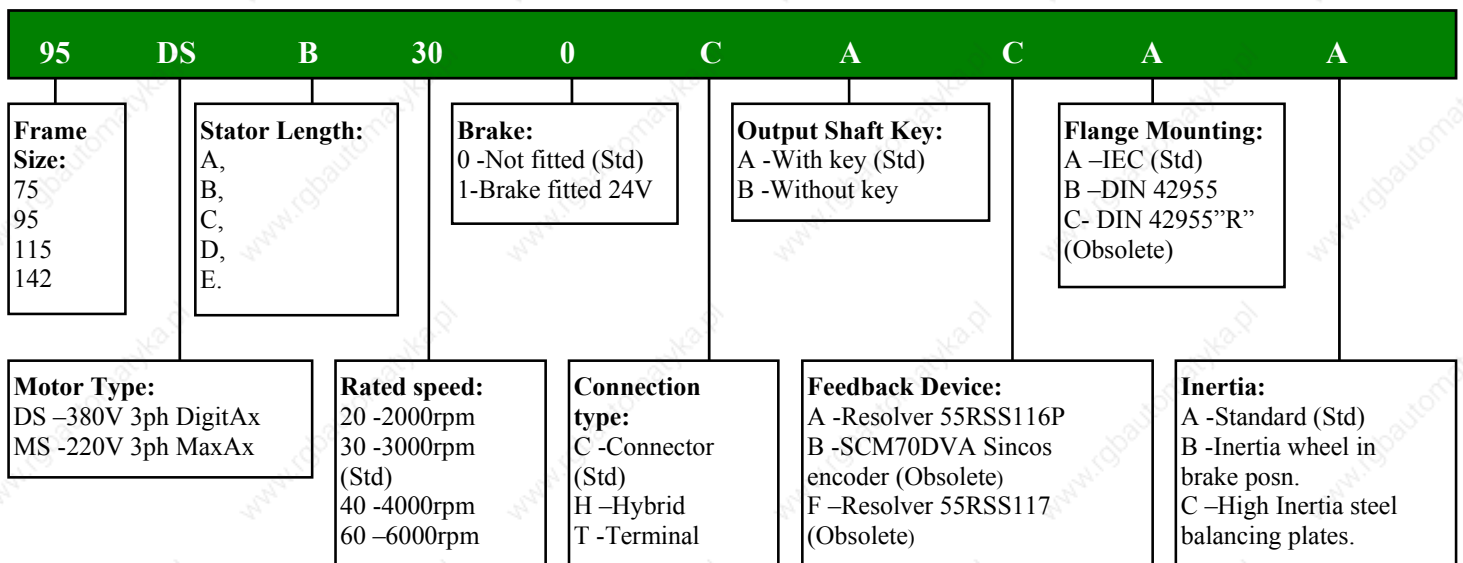 95 DS B 30 0 C A C A A
Frame
Size:
75
95
115
142
Stator Length:
A,
B,
C,
D,
E.
Brake:
0 -Not fitted (Std)
1-Brake fitted 24V
Output Shaft Key:
A -With key (Std)
B -Without key
Flange Mounting:
A –IEC (Std)
B –DIN 42955
C- DIN 42955”R”
(Obsolete)
Motor Type:
DS –380V 3ph DigitAx
MS -220V 3ph MaxAx
Rated speed:
20 -2000rpm
30 -3000rpm
(Std)
40 -4000rpm
60 –6000rpm
Connection
type:
C -Connector
(Std)
H –Hybrid
T -Terminal
Feedback Device:
A -Resolver 55RSS116P
B -SCM70DVA Sincos
encoder (Obsolete)
F –Resolver 55RSS117
(Obsolete)
Inertia:
A -Standard (Std)
B -Inertia wheel in
brake posn.
C –High Inertia steel
balancing plates.
www.rgbautomatyka.pl